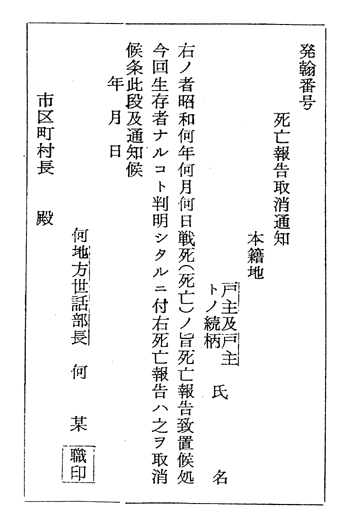 発翰番号
死亡報告取消通知
本籍地
戸主及戸主
トノ続柄
氏名
右ノ者昭和何年何月何日戦死(死亡)ノ旨死亡報告致置候処
今回生存者ナルコト判明シタルニ付右死亡報告ハ之ヲ取消
候条此段及通知候
年月日
何地方世話部長 何某 職印
市区町村長 殿